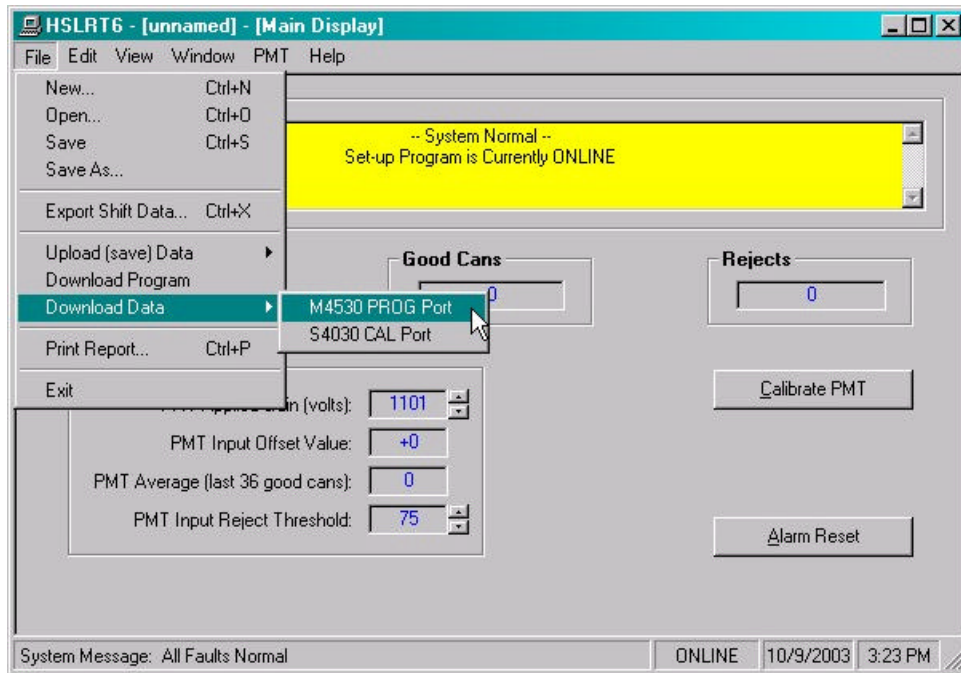 HSLRT6 - [unnamed] - [Main Display]
File Edit View Window PMT Help
New... Ctrl+N
Open... Ctrl+O
Save Ctrl+S
Save As...
Export Shift Data... Ctrl+X
Upload (save) Data
Download Program
Download Data
M4530 PROG Port
S4030 CAL Port
Print Report... Ctrl+P
Exit
-- System Normal --
Set-up Program is Currently ONLINE
Good Cans
0
Rejects
0
(volts): 1101
PMT Input Offset Value: +0
PMT Average (last 36 good cans): 0
PMT Input Reject Threshold: 75
Calibrate PMT
Alarm Reset
System Message: All Faults Normal
ONLINE 10/9/2003 3:23 PM